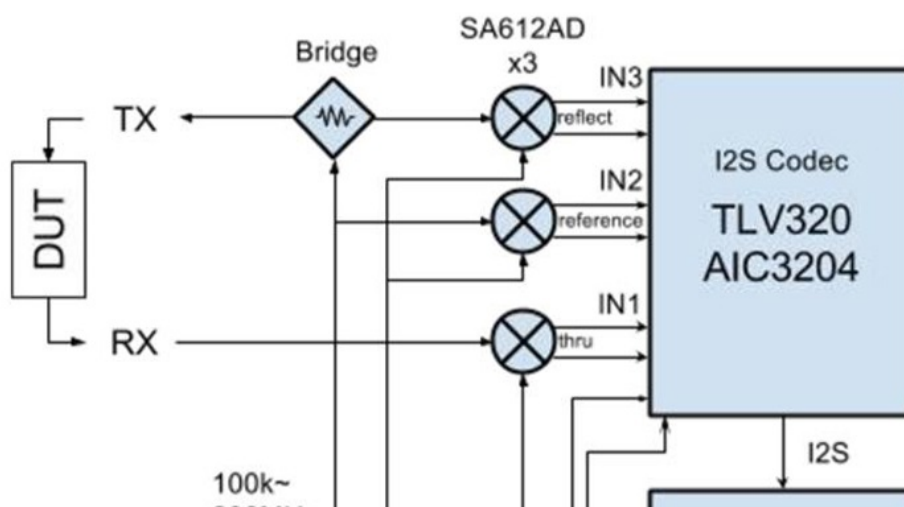 SA612AD
x3
Bridge
IN3
TX
reflect
I2S Codec
IN2
TLV320
AIC3204
reference
DUT
IN1
RX
thru
I2S
100k~